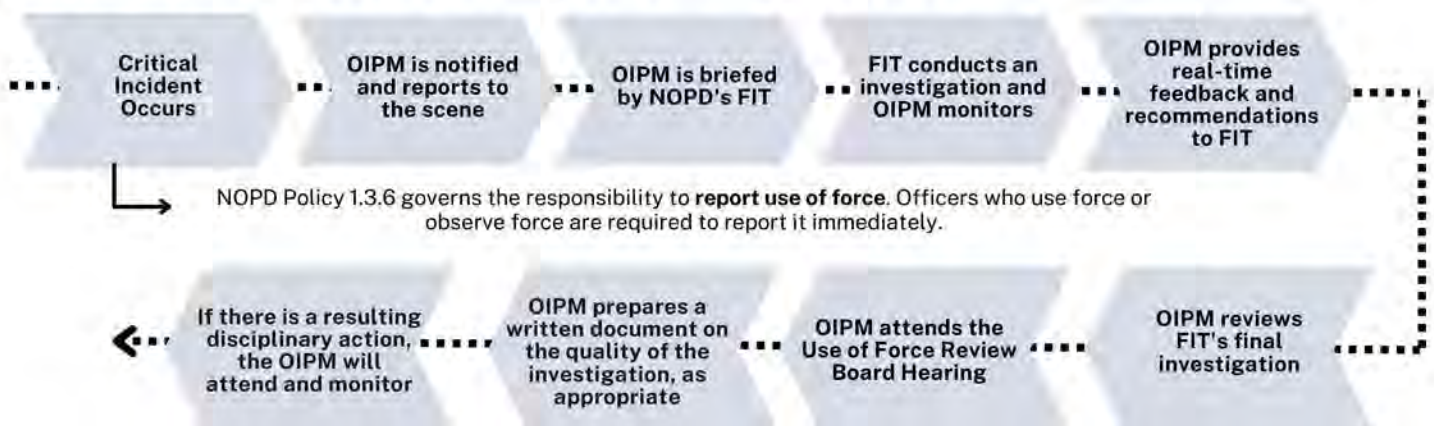 Critical
Incident
Occurs
OIPM is notified
and reports to
the scene
OIPM is briefed
by NOPD's FIT
FIT conducts an
investigation and
OIPM monitors
OIPM provides
real-time
feedback and
recommendations
to FIT
NOPD Policy 1.3.6 governs the responsibility to report use of force. Officers who use force or
observe force are required to report it immediately.
OIPM reviews
FIT's final
investigation
OIPM attends the
Use of Force Review
Board Hearing
OIPM prepares a
written document on
the quality of the
investigation, as
appropriate
If there is a resulting
disciplinary action,
the OIPM will
attend and monitor